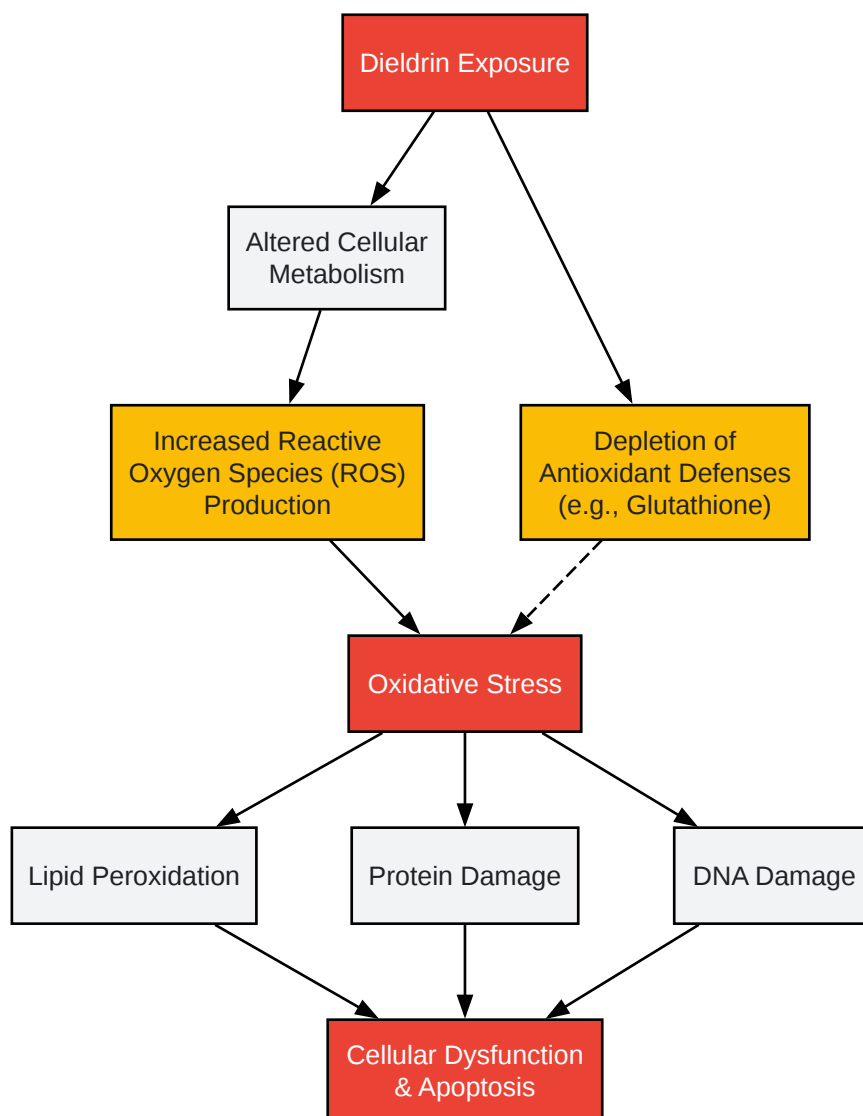 Dieldrin Exposure
Altered Cellular
Metabolism
Increased Reactive
Oxygen Species (ROS)
Production
Depletion of
Antioxidant Defenses
(e.g., Glutathione)
Oxidative Stress
Lipid Peroxidation
Protein Damage
DNA Damage
Cellular Dysfunction
& Apoptosis